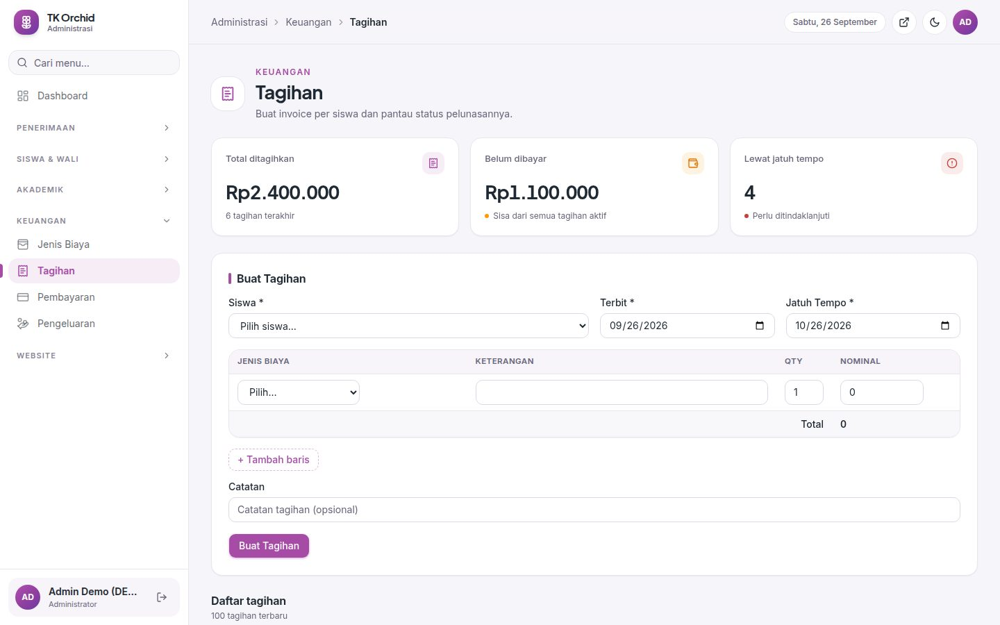 TK Orchid
Administrasi
Cari menu...
Dashboard
PENERIMAAN
SISWA & WALI
AKADEMIK
KEUANGAN
Jenis Biaya
Tagihan
Pembayaran
Pengeluaran
WEBSITE
AD
Admin Demo (DE...
Administrator
Administrasi > Keuangan > Tagihan
Sabtu, 26 September
AD
KEUANGAN
Tagihan
Buat invoice per siswa dan pantau status pelunasannya.
Total ditagihkan
Rp2.400.000
6 tagihan terakhir
Belum dibayar
Rp1.100.000
Sisa dari semua tagihan aktif
Lewat jatuh tempo
4
Perlu ditindaklanjuti
Buat Tagihan
Siswa * Terbit * Jatuh Tempo *
Pilih siswa... 09/26/2026 10/26/2026
JENIS BIAYA KETERANGAN QTY NOMINAL
Pilih... 1 0
Total 0
+ Tambah baris
Catatan
Catatan tagihan (opsional)
Buat Tagihan
Daftar tagihan
100 tagihan terbaru